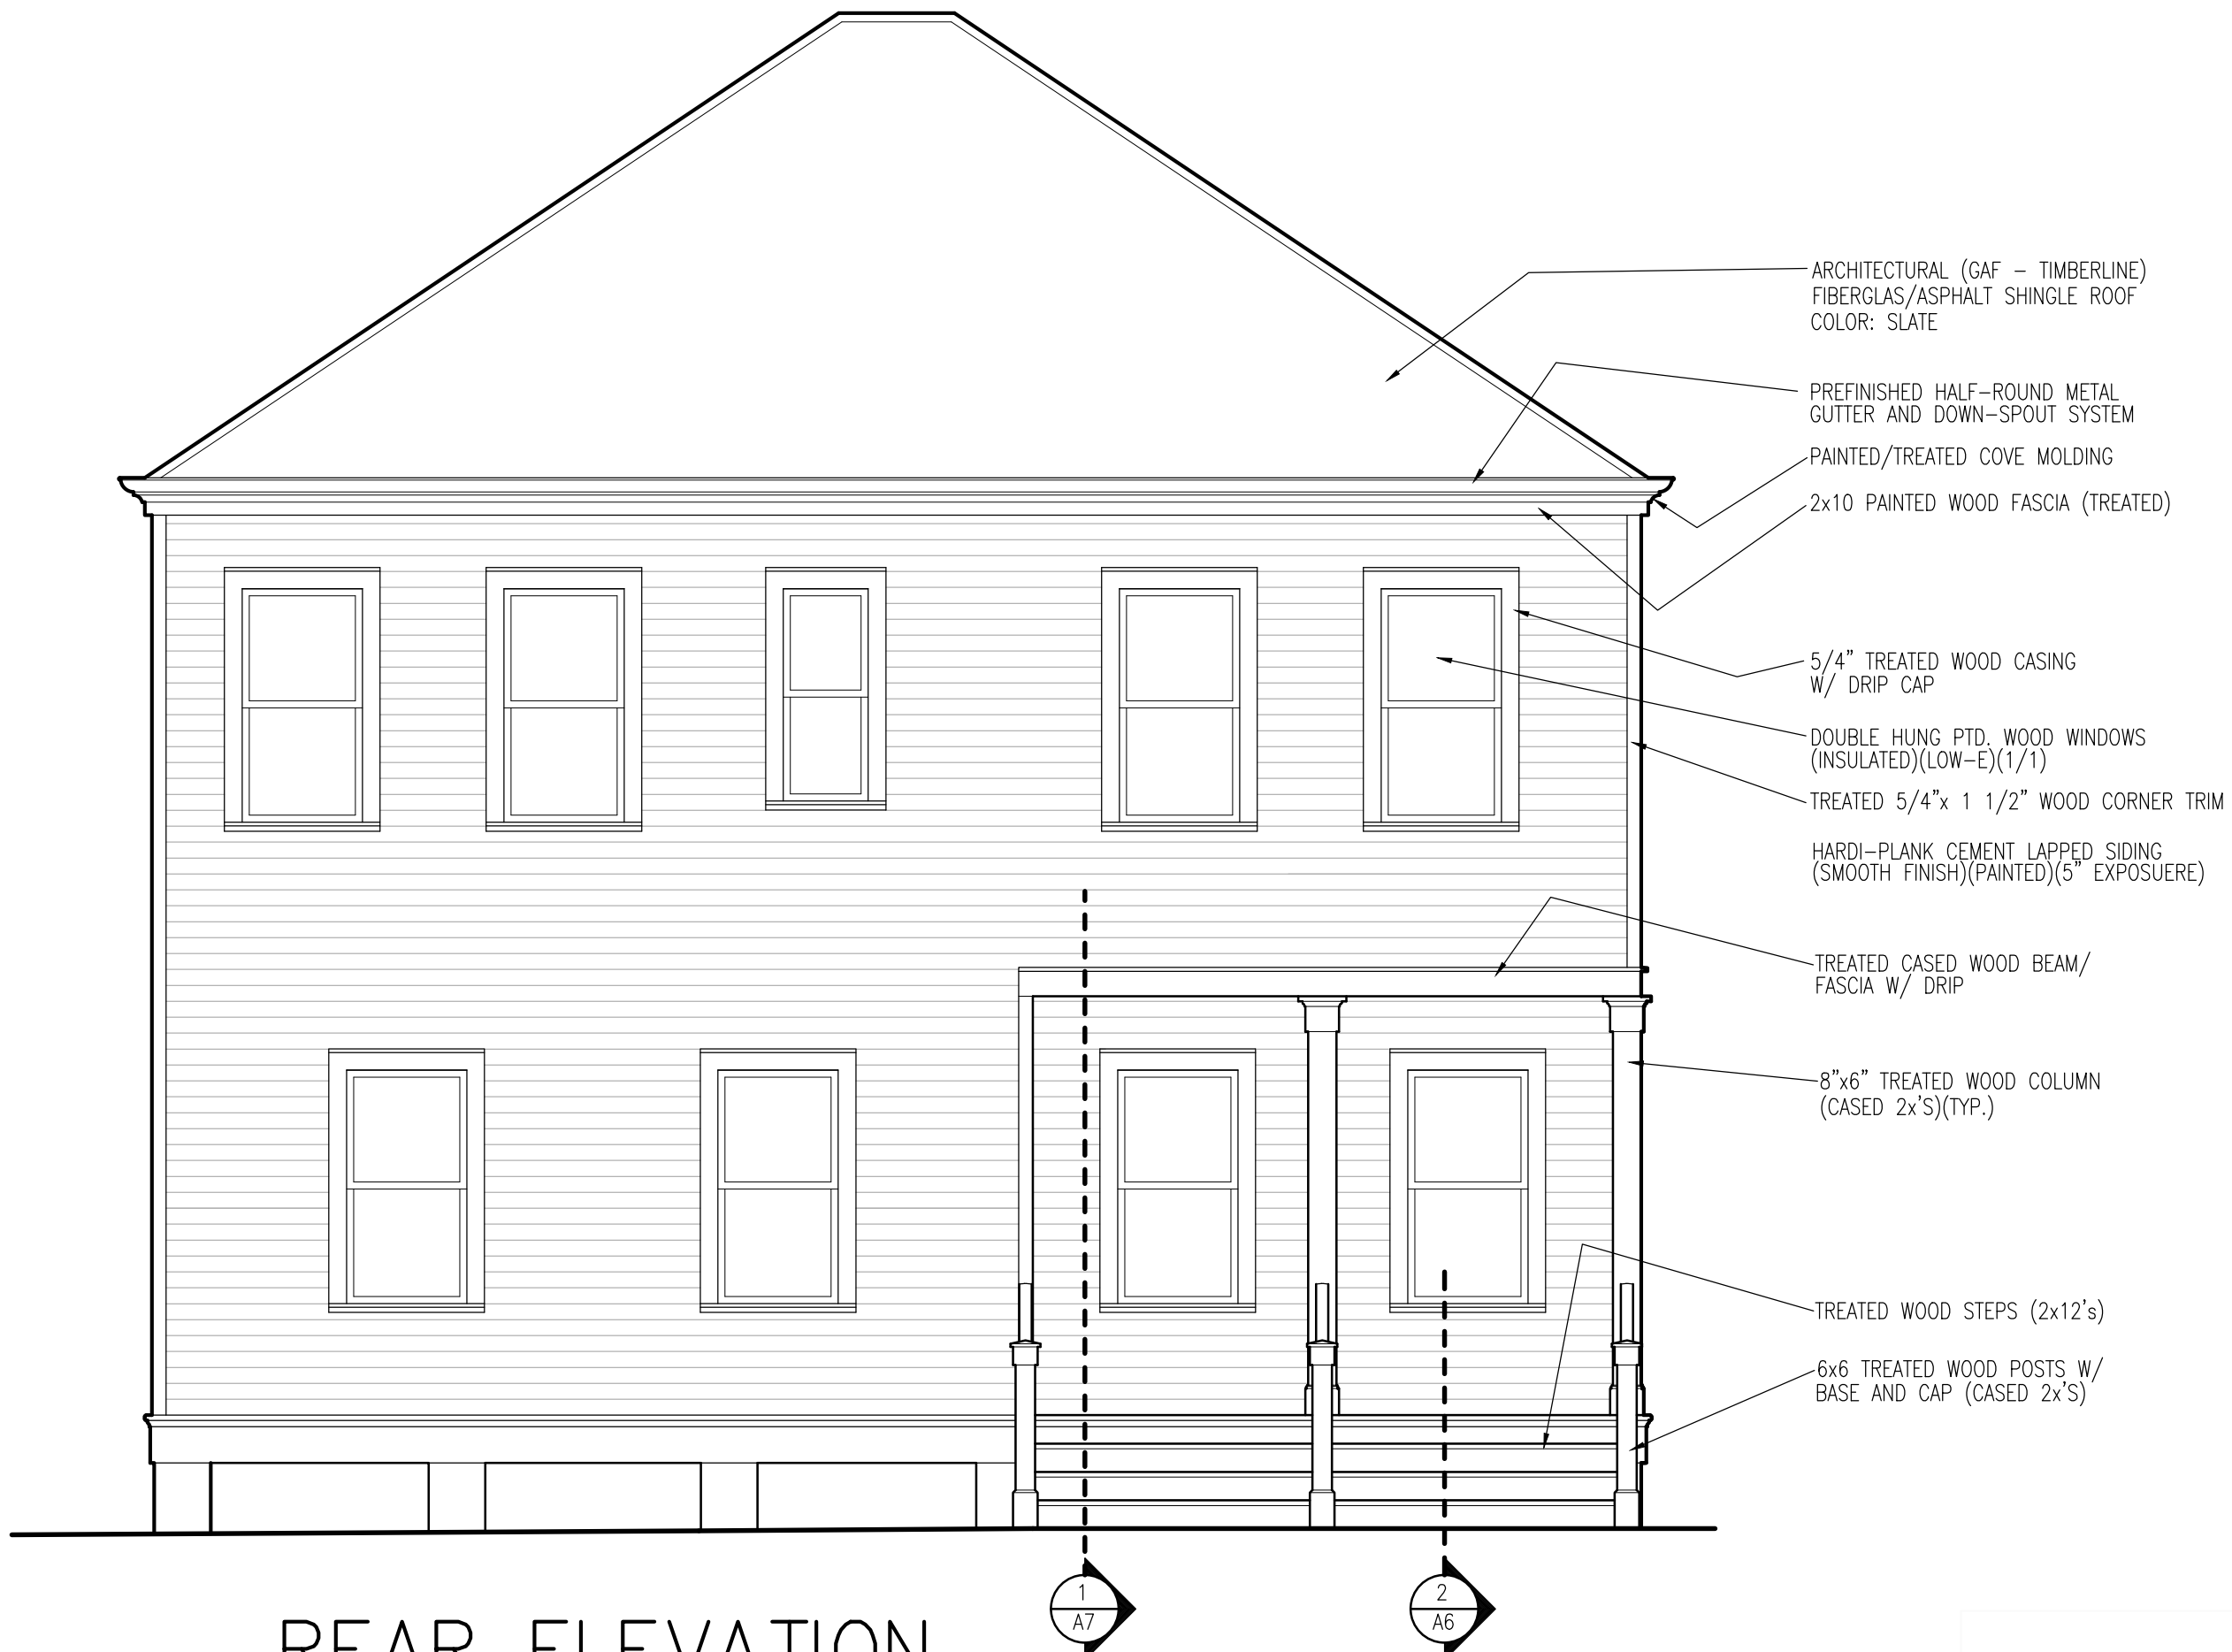 ARCHITECTURAL (GAF - TIMBERLINE)
FIBERGLAS/ASPHALT SHINGLE ROOF
COLOR: SLATE
PREFINISHED HALF-ROUND METAL
GUTTER AND DOWN-SPOUT SYSTEM
PAINTED/TREATED COVE MOLDING
2x10 PAINTED WOOD FASCIA (TREATED)
5/4" TREATED WOOD CASING
W/ DRIP CAP
DOUBLE HUNG PTD. WOOD WINDOWS
(INSULATED)(LOW-E)(1/1)
TREATED 5/4"x 1 1/2" WOOD CORNER TRIM
HARDI-PLANK CEMENT LAPPED SIDING
(SMOOTH FINISH)(PAINTED)(5" EXPOSUERE)
TREATED CASED WOOD BEAM/
FASCIA W/ DRIP
8"x6" TREATED WOOD COLUMN
(CASED 2x'S)(TYP.)
TREATED WOOD STEPS (2x12's)
6x6 TREATED WOOD POSTS W/
BASE AND CAP (CASED 2x'S)
1
A7
2
A6
REAR ELEVATION